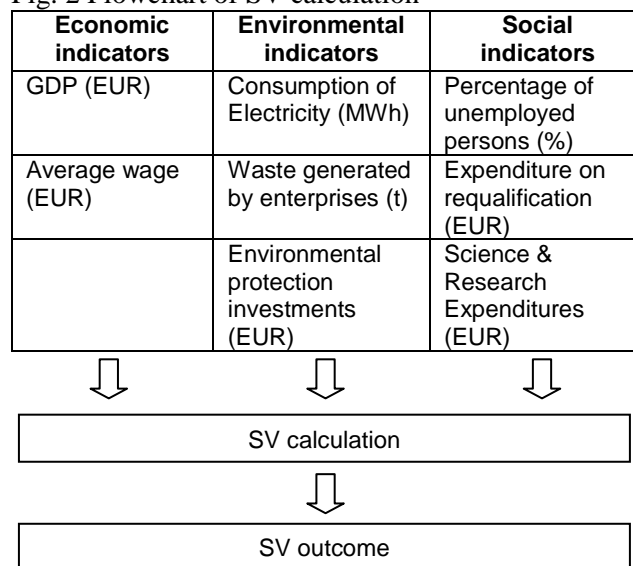 Fig. 2 Flowchart of SV calculation
Economic indicators
Environmental indicators
Social indicators
GDP (EUR)
Consumption of Electricity (MWh)
Percentage of unemployed persons (%)
Average wage (EUR)
Waste generated by enterprises (t)
Expenditure on requalification (EUR)
Environmental protection investments (EUR)
Science & Research Expenditures (EUR)
SV calculation
SV outcome